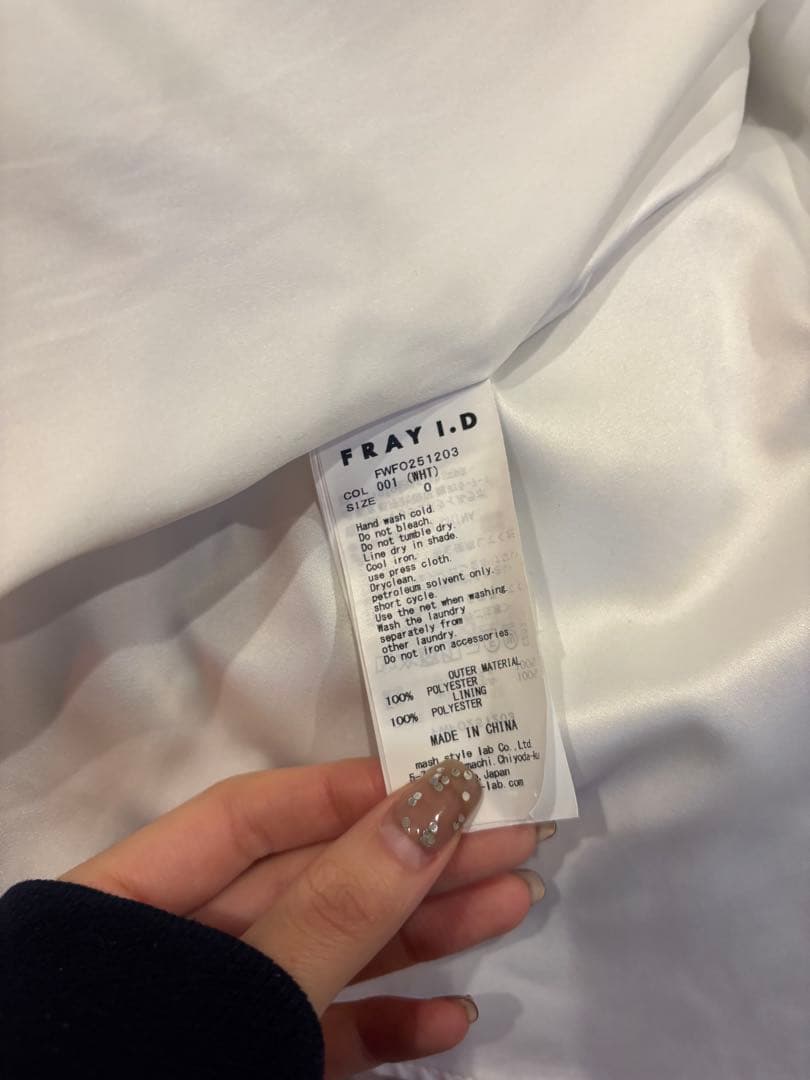 FRAY I.D
FWFO251203
COL 001 (WHT)
SIZE 0
Hand wash cold.
Do not bleach.
Do not tumble dry.
Line dry in shade.
Cool iron.
use press cloth.
Dryclean.
petroleum solvent only.
short cycle.
Use the net when washing.
Wash the laundry
separately from
other laundry.
Do not iron accessories.
OUTER MATERIAL
100% POLYESTER
LINING
100% POLYESTER
MADE IN CHINA
mash style lab Co.,Ltd
Chiyoda-ku
Japan